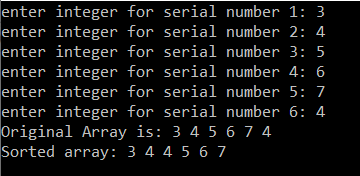 enter integer for serial number 1: 3
enter integer for serial number 2: 4
enter integer for serial number 3: 5
enter integer for serial number 4: 6
enter integer for serial number 5: 7
enter integer for serial number 6: 4
Original Array is: 3 4 5 6 7 4
Sorted array: 3 4 4 5 6 7